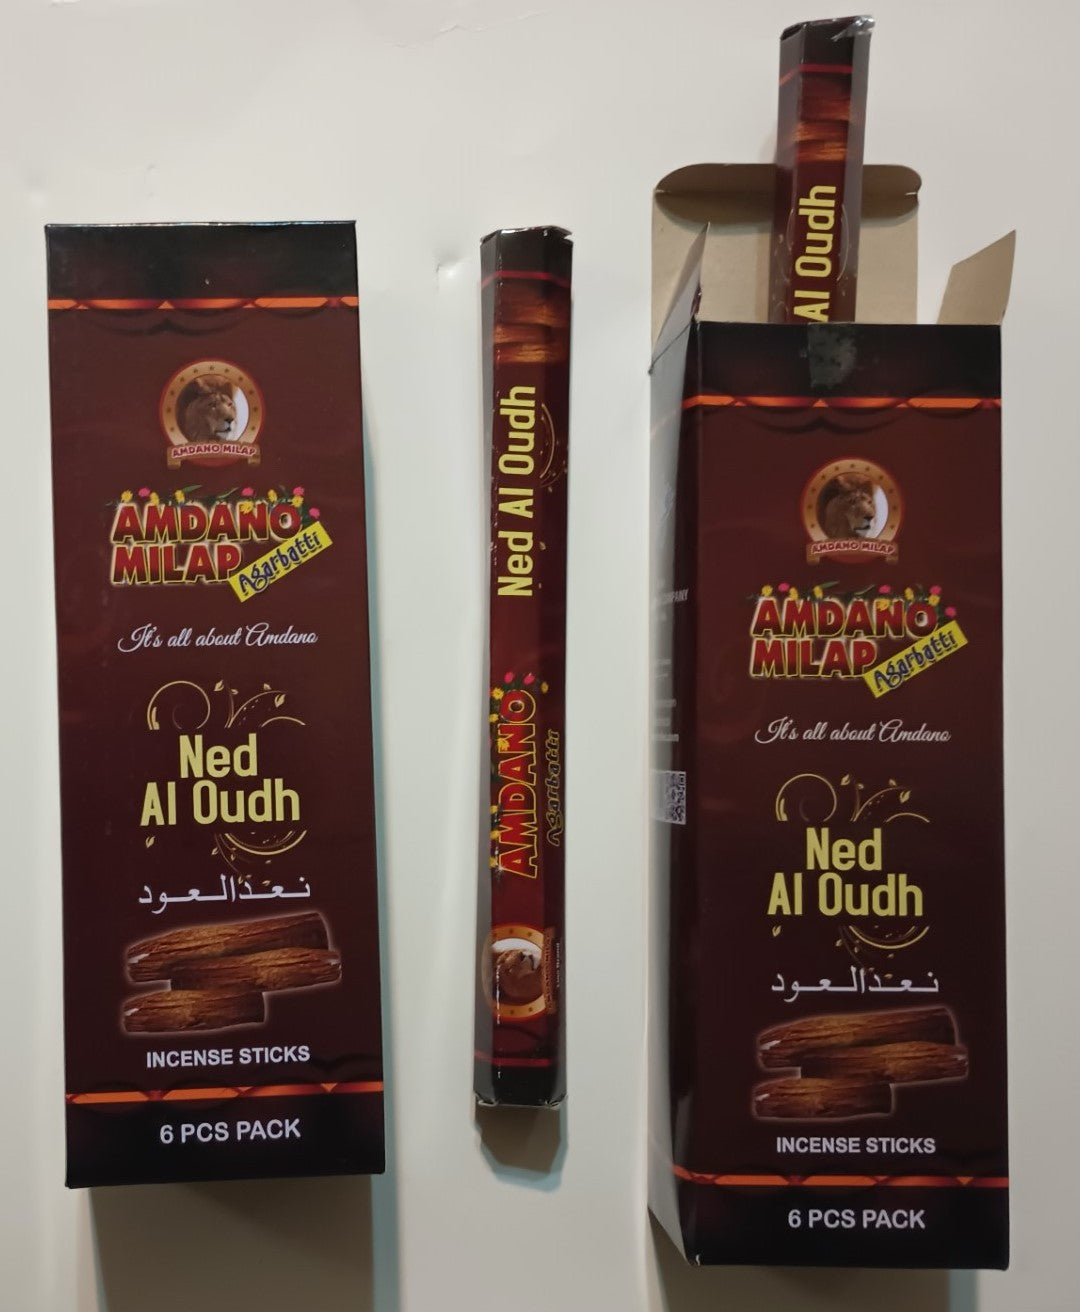 AMDANO MILAP
AMDANO
MILAP
Agarbatti
It's all about Amdano
Ned
Al Oudh
نعدالعود
INCENSE STICKS
6 PCS PACK
Ned Al Oudh
AMDANO
Agarbatti
Al Oudh
AMDANO MILAP
AMDANO
MILAP
Agarbatti
It's all about Amdano
Ned
Al Oudh
نعدالعود
INCENSE STICKS
6 PCS PACK